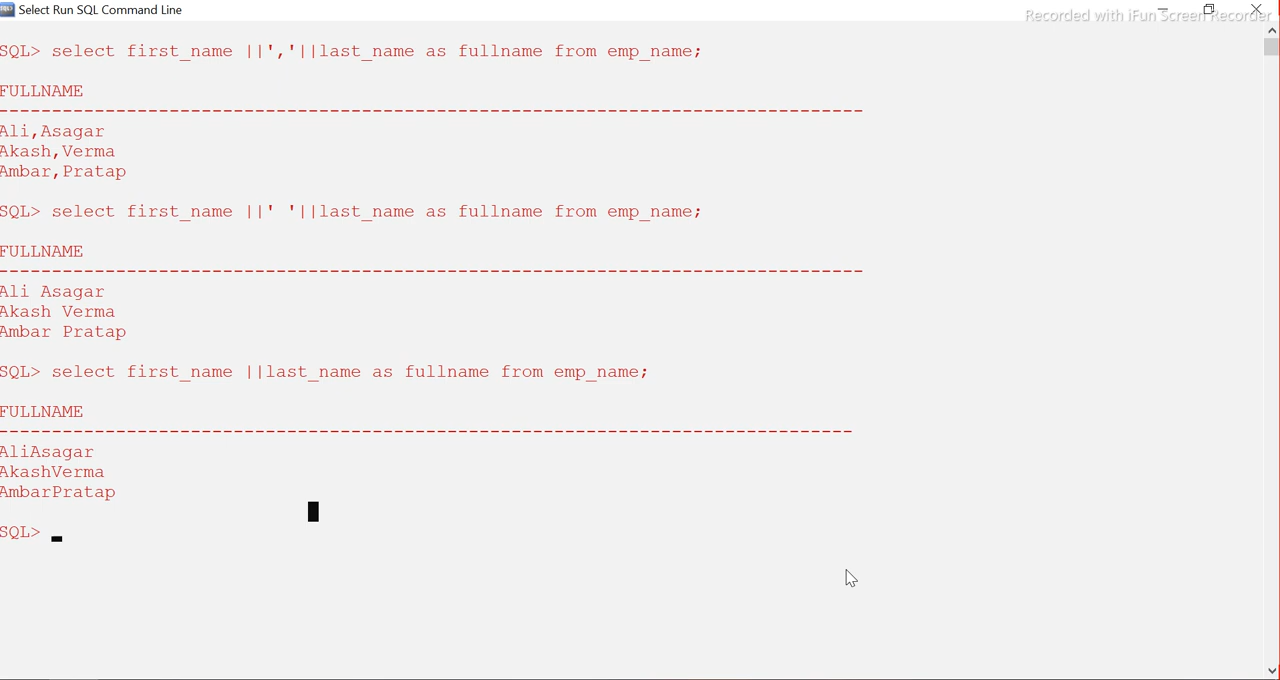 Select Run SQL Command Line
Recorded with iFun Screen Recorder
SQL> select first_name ||','||last_name as fullname from emp_name;
FULLNAME
--------------------------------------------------------------------------------
Ali,Asagar
Akash,Verma
Ambar,Pratap
SQL> select first_name ||' '||last_name as fullname from emp_name;
FULLNAME
--------------------------------------------------------------------------------
Ali Asagar
Akash Verma
Ambar Pratap
SQL> select first_name ||last_name as fullname from emp_name;
FULLNAME
--------------------------------------------------------------------------------
AliAsagar
AkashVerma
AmbarPratap
SQL>